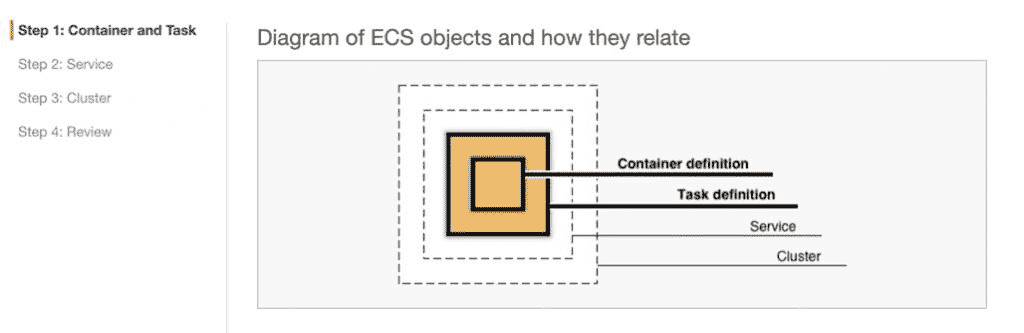 Step 1: Container and Task
Step 2: Service
Step 3: Cluster
Step 4: Review
Diagram of ECS objects and how they relate
Container definition
Task definition
Service
Cluster